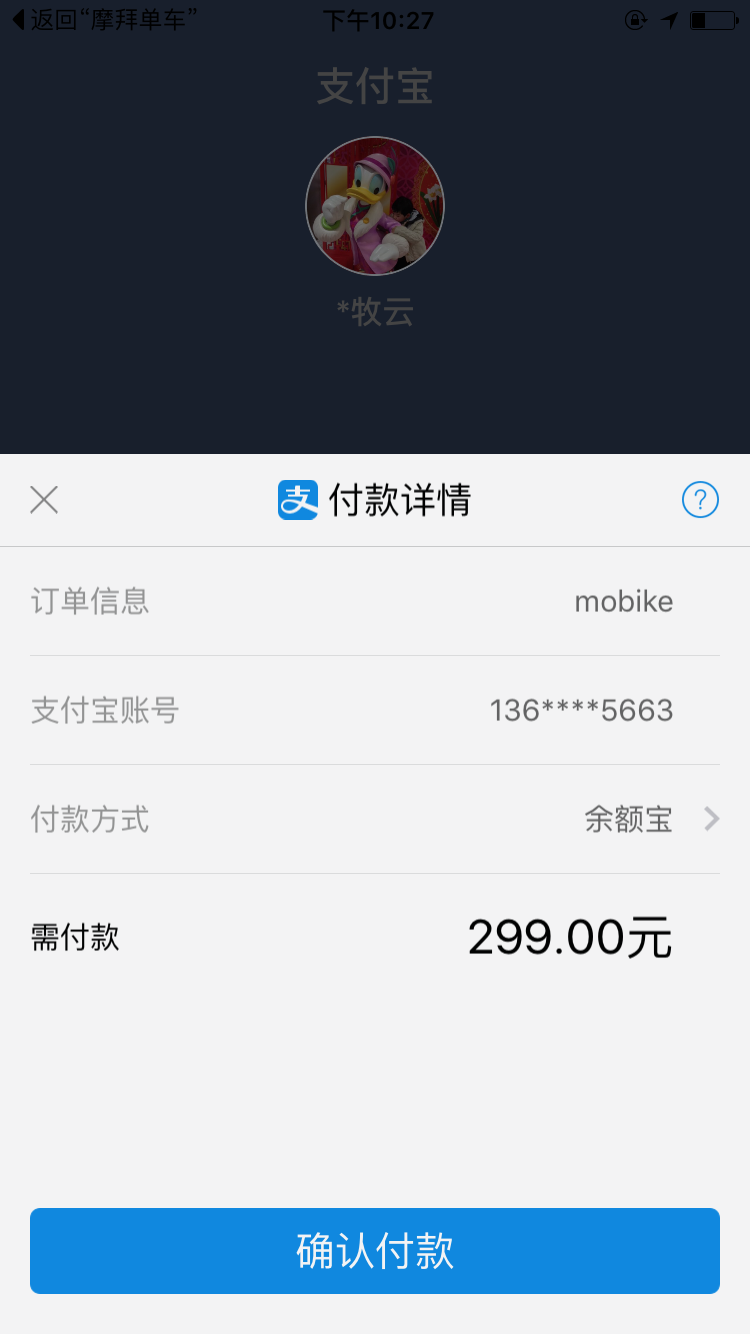 返回“摩拜单车” 下午10:27
支付宝
*牧云
支 付款详情 ?
订单信息 mobike
支付宝账号 136****5663
付款方式 余额宝
需付款 299.00元
确认付款